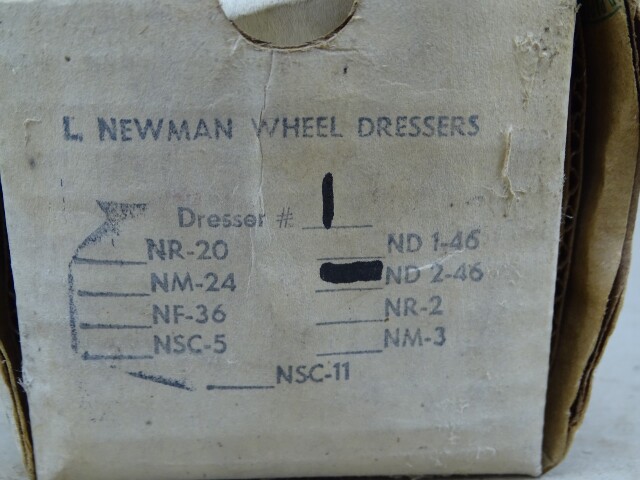 L. NEWMAN WHEEL DRESSERS
Dresser # 1
NR-20 ND 1-46
NM-24 ND 2-46
NF-36 NR-2
NSC-5 NM-3
NSC-11